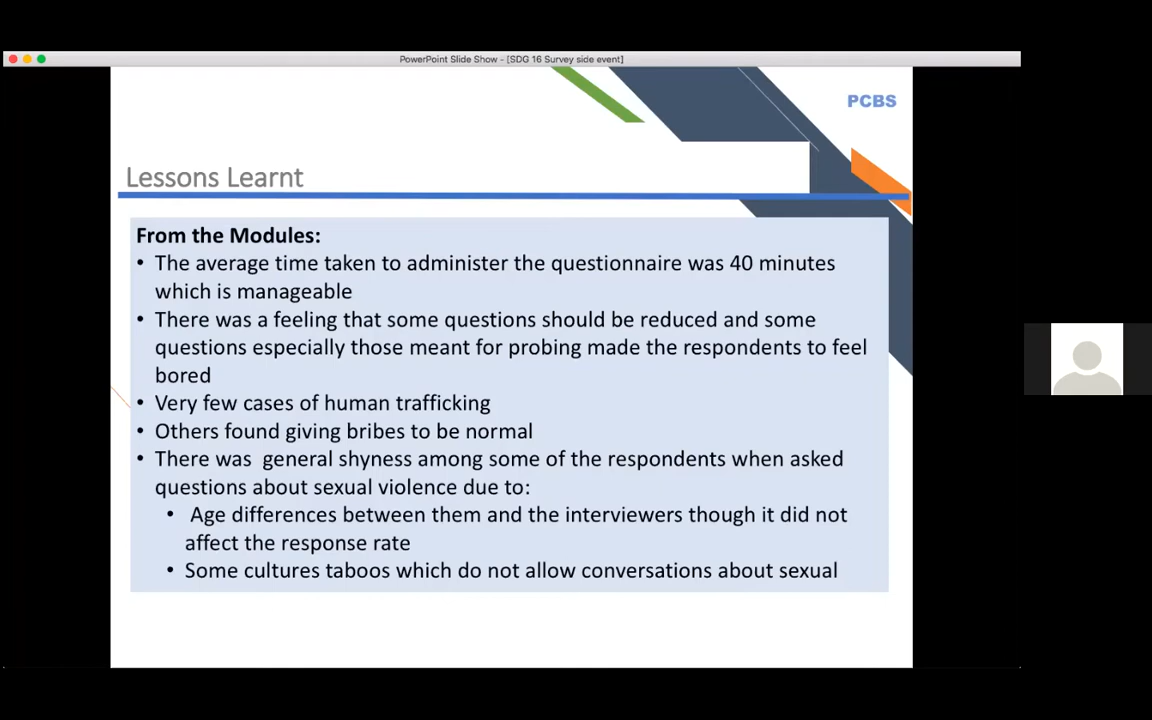 PowerPoint Slide Show - [SDG 16 Survey side event]
PCBS
Lessons Learnt
From the Modules:
• The average time taken to administer the questionnaire was 40 minutes
which is manageable
• There was a feeling that some questions should be reduced and some
questions especially those meant for probing made the respondents to feel
bored
• Very few cases of human trafficking
• Others found giving bribes to be normal
• There was general shyness among some of the respondents when asked
questions about sexual violence due to:
• Age differences between them and the interviewers though it did not
affect the response rate
• Some cultures taboos which do not allow conversations about sexual